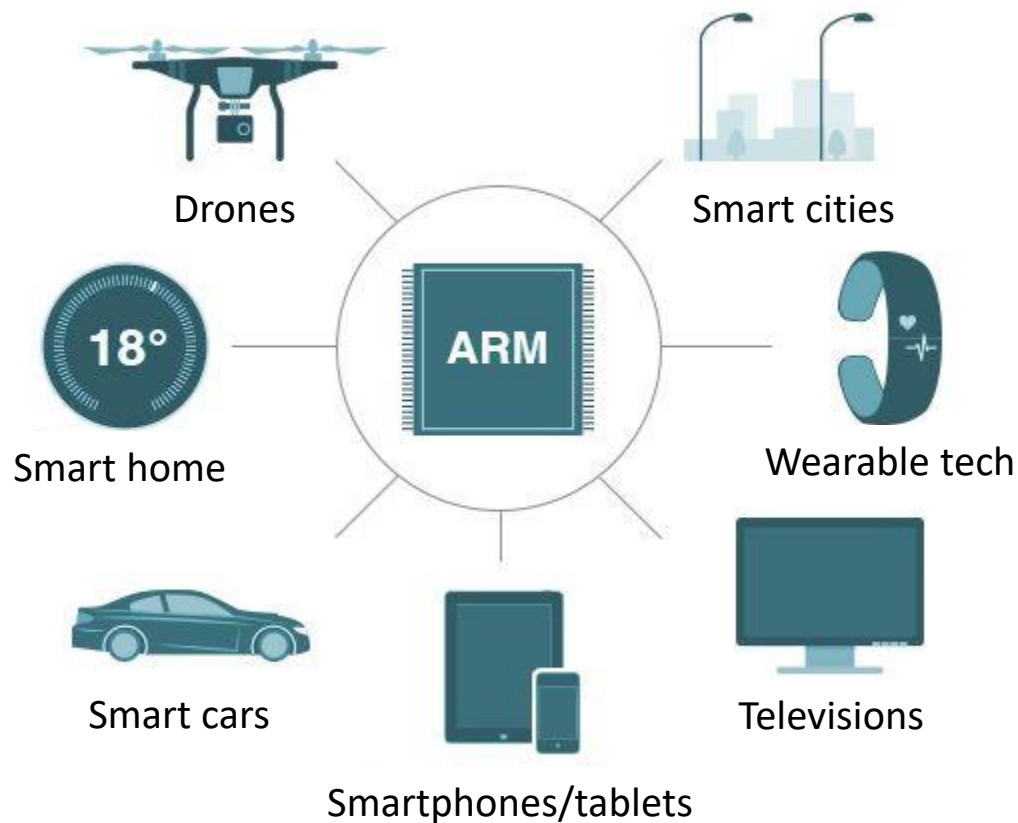 Drones
Smart cities
18°
ARM
Smart home
Wearable tech
Smart cars
Televisions
Smartphones/tablets